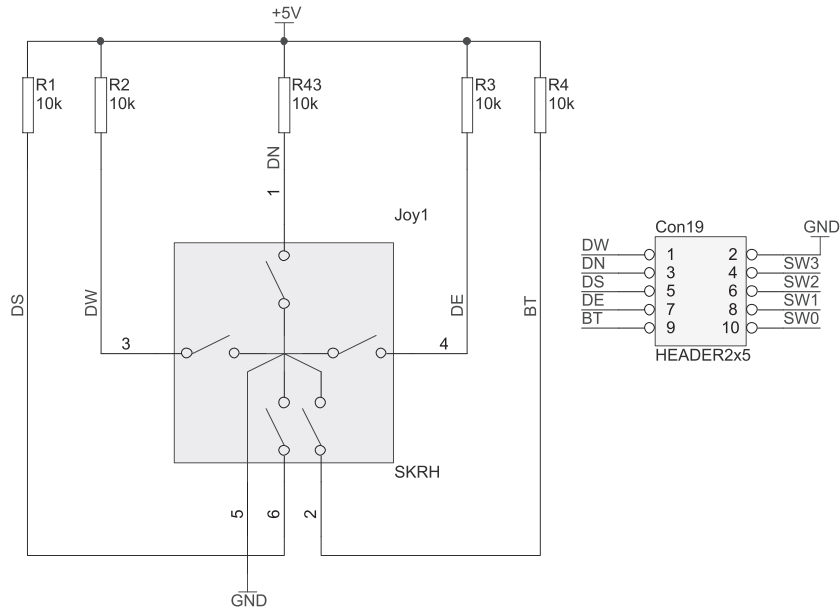 +5V
R1
10k
R2
10k
R43
10k
R3
10k
R4
10k
DN
1
Joy1
DS
DW
DE
BT
3
4
SKRH
5
6
2
GND
Con19
GND
DW
1
2
DN
3
4
SW3
DS
5
6
SW2
DE
7
8
SW1
BT
9
10
SW0
HEADER2x5